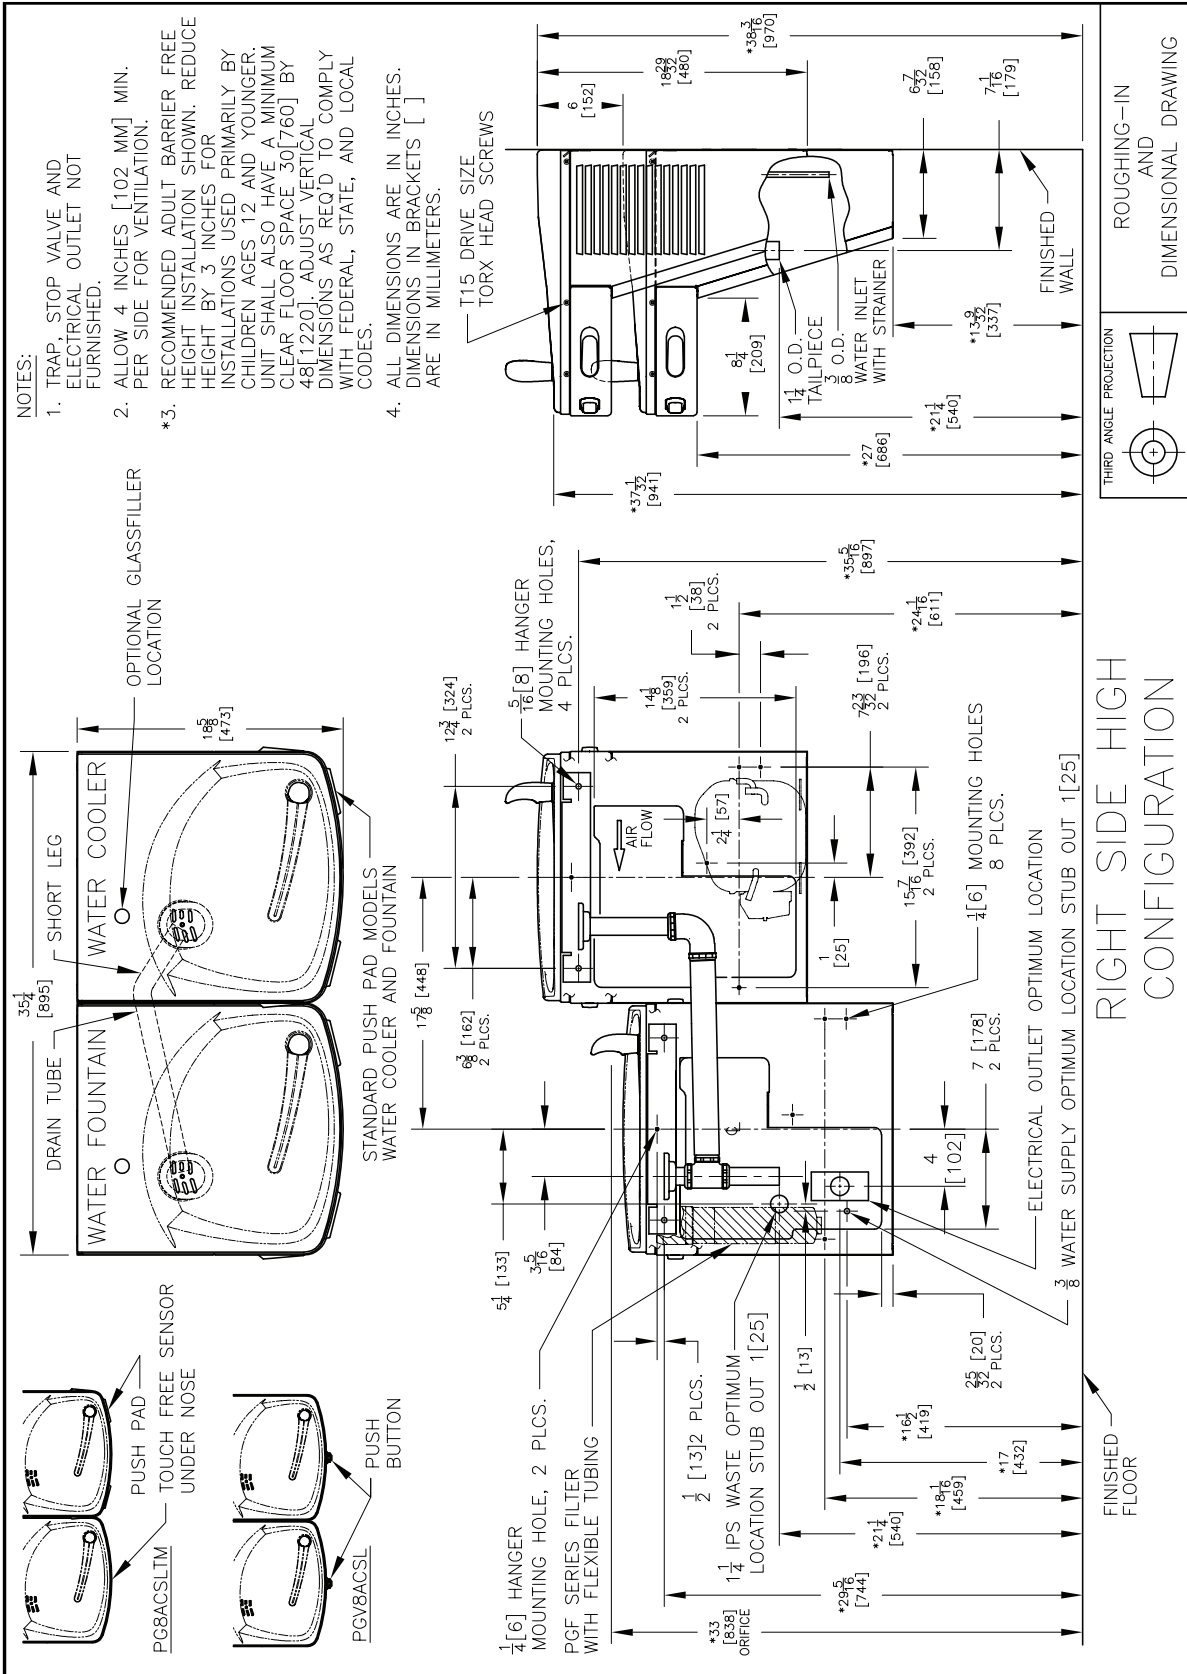 NOTES:
1. TRAP, STOP VALVE AND
ELECTRICAL OUTLET NOT
FURNISHED.
2. ALLOW 4 INCHES [102 MM] MIN.
PER SIDE FOR VENTILATION.
*3. RECOMMENDED ADULT BARRIER FREE
HEIGHT INSTALLATION SHOWN. REDUCE
HEIGHT BY 3 INCHES FOR
INSTALLATIONS USED PRIMARILY BY
CHILDREN AGES 12 AND YOUNGER.
UNIT SHALL ALSO HAVE A MINIMUM
CLEAR FLOOR SPACE 30[760] BY
48[1220]. ADJUST VERTICAL
DIMENSIONS AS REQ'D TO COMPLY
WITH FEDERAL, STATE, AND LOCAL
CODES.
4. ALL DIMENSIONS ARE IN INCHES.
DIMENSIONS IN BRACKETS [ ]
ARE IN MILLIMETERS.
PUSH PAD
TOUCH FREE SENSOR
UNDER NOSE
PG8ACSLTM
PUSH
BUTTON
PGV8ACSL
35 1/4
[895]
DRAIN TUBE
SHORT LEG
WATER FOUNTAIN
WATER COOLER
18 5/8
[473]
OPTIONAL GLASSFILLER
LOCATION
STANDARD PUSH PAD MODELS
WATER COOLER AND FOUNTAIN
17 5/8 [448]
12 3/4 [324]
2 PLCS.
6 3/8 [162]
2 PLCS.
5 1/4 [133]
3 5/16
[84]
5/16[8] HANGER
MOUNTING HOLES,
4 PLCS.
1/4[6] HANGER
MOUNTING HOLE, 2 PLCS.
PGF SERIES FILTER
WITH FLEXIBLE TUBING
1/2 [13]2 PLCS.
1 1/4 IPS WASTE OPTIMUM
LOCATION STUB OUT 1[25]
1/2 [13]
AIR
FLOW
2 1/4 [57]
14 1/8
[359]
2 PLCS.
1 1/2
[38]
2 PLCS.
7 23/32 [196]
2 PLCS.
15 7/16 [392]
2 PLCS.
1
[25]
1/4[6] MOUNTING HOLES
8 PLCS.
7 [178]
2 PLCS.
4
[102]
25/32 [20]
2 PLCS.
ELECTRICAL OUTLET OPTIMUM LOCATION
3/8 WATER SUPPLY OPTIMUM LOCATION STUB OUT 1[25]
*35 5/16
[897]
*24 1/16
[611]
*33
[838]
ORIFICE
*29 5/16
[744]
*21 1/4
[540]
*18 1/16
[459]
*17
[432]
*16 1/2
[419]
FINISHED
FLOOR
RIGHT SIDE HIGH
CONFIGURATION
T15 DRIVE SIZE
TORX HEAD SCREWS
6
[152]
18 29/32
[480]
*38 3/16
[970]
6 7/32
[158]
7 1/16
[179]
8 1/4
[209]
1 1/4 O.D.
TAILPIECE
3/8 O.D.
WATER INLET
WITH STRAINER
FINISHED
WALL
*37 1/32
[941]
*27
[686]
*21 1/4
[540]
*13 9/32
[337]
THIRD ANGLE PROJECTION
ROUGHING-IN
AND
DIMENSIONAL DRAWING